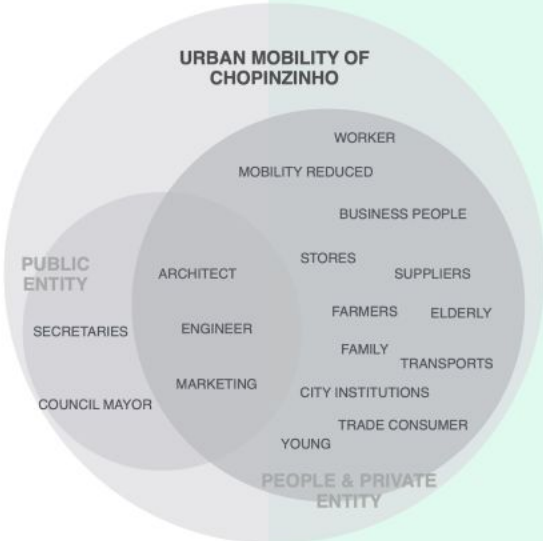 URBAN MOBILITY OF
CHOPINZINHO
WORKER
MOBILITY REDUCED
BUSINESS PEOPLE
STORES
SUPPLIERS
PUBLIC
ENTITY
ARCHITECT
FARMERS
ELDERLY
SECRETARIES
ENGINEER
FAMILY
TRANSPORTS
MARKETING
CITY INSTITUTIONS
COUNCIL MAYOR
TRADE CONSUMER
YOUNG
PEOPLE & PRIVATE
ENTITY